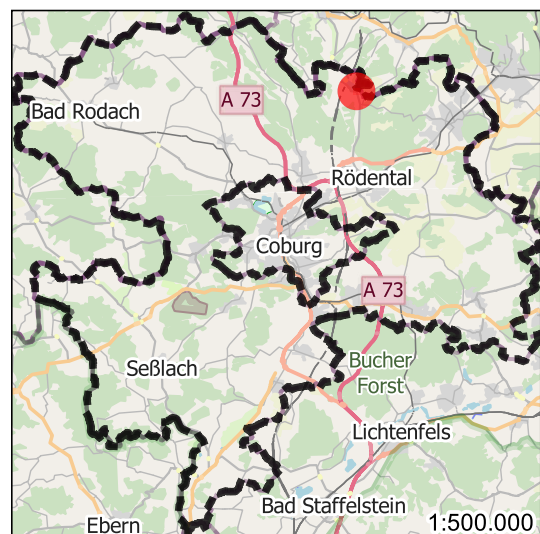 A 73
Bad Rodach
Rödental
Coburg
A 73
Bucher
Forst
Seßlach
Lichtenfels
Bad Staffelstein
Ebern
1:500.000